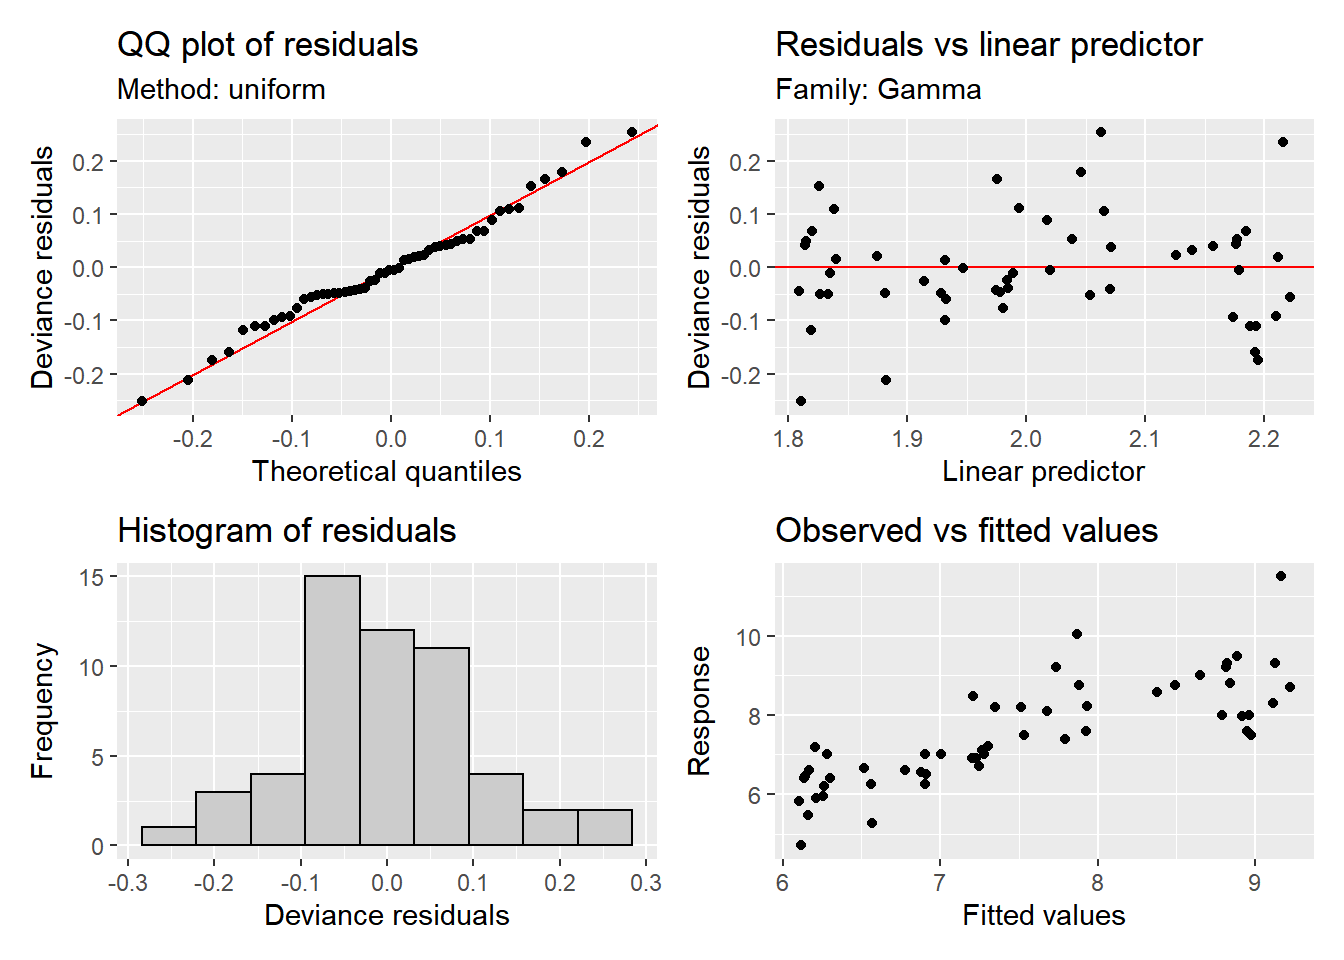 QQ plot of residuals
Method: uniform
Deviance residuals
0.2
0.1
0.0
-0.1
-0.2
-0.2 -0.1 0.0 0.1 0.2
Theoretical quantiles
Residuals vs linear predictor
Family: Gamma
Deviance residuals
0.2
0.1
0.0
-0.1
-0.2
1.8 1.9 2.0 2.1 2.2
Linear predictor
Histogram of residuals
Frequency
15
10
5
0
-0.3 -0.2 -0.1 0.0 0.1 0.2 0.3
Deviance residuals
Observed vs fitted values
Response
10
8
6
6 7 8 9
Fitted values